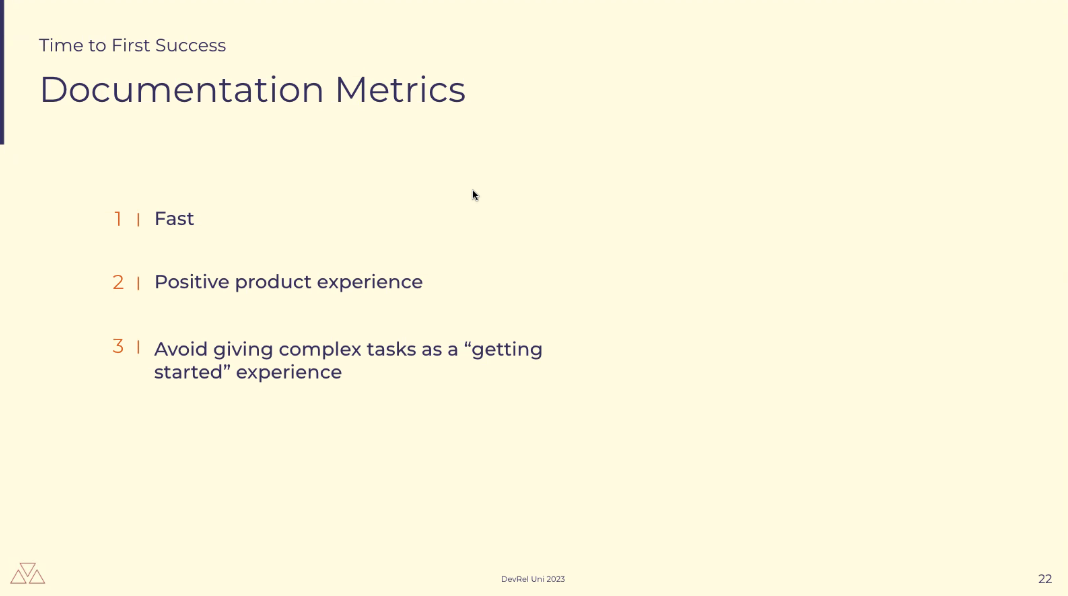 Time to First Success
Documentation Metrics
1 | Fast
2 | Positive product experience
3 | Avoid giving complex tasks as a “getting
started” experience
DevRel Uni 2023
22